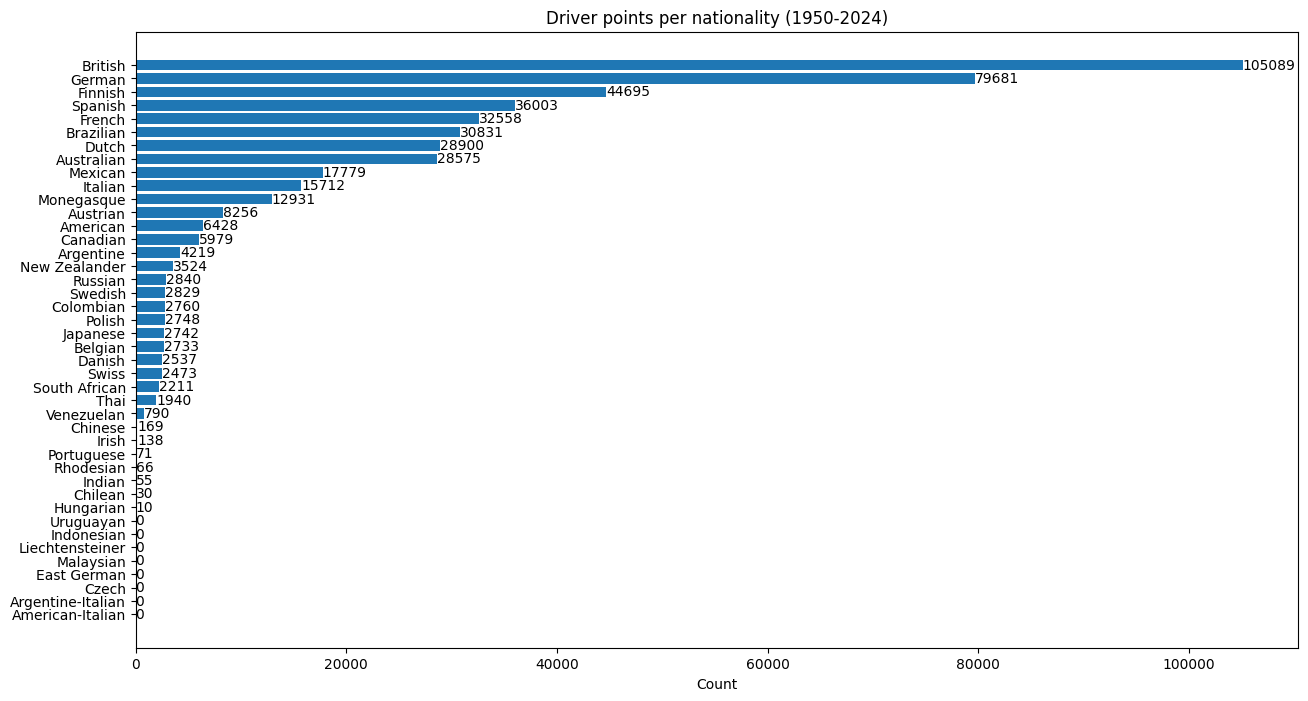 Driver points per nationality (1950-2024)
British 105089
German 79681
Finnish 44695
Spanish 36003
French 32558
Brazilian 30831
Dutch 28900
Australian 28575
Mexican 17779
Italian 15712
Monegasque 12931
Austrian 8256
American 6428
Canadian 5979
Argentine 4219
New Zealander 3524
Russian 2840
Swedish 2829
Colombian 2760
Polish 2748
Japanese 2742
Belgian 2733
Danish 2537
Swiss 2473
South African 2211
Thai 1940
Venezuelan 790
Chinese 169
Irish 138
Portuguese 71
Rhodesian 66
Indian 55
Chilean 30
Hungarian 10
Uruguayan 0
Indonesian 0
Liechtensteiner 0
Malaysian 0
East German 0
Czech 0
Argentine-Italian 0
American-Italian 0
0 20000 40000 60000 80000 100000
Count